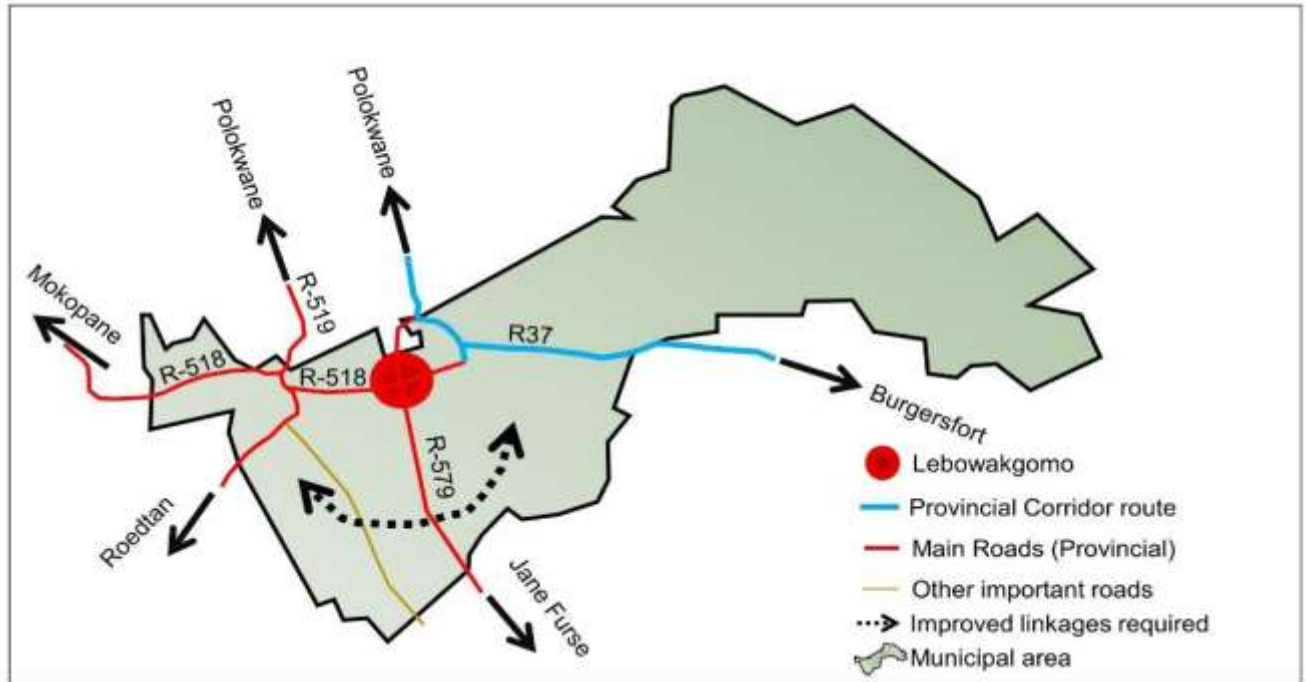 Polokwane
Polokwane
Mokopane
R-519
R-518
R-518
R37
Burgersfort
R-579
Roedtan
Jane Furse
Lebowakgomo
Provincial Corridor route
Main Roads (Provincial)
Other important roads
Improved linkages required
Municipal area